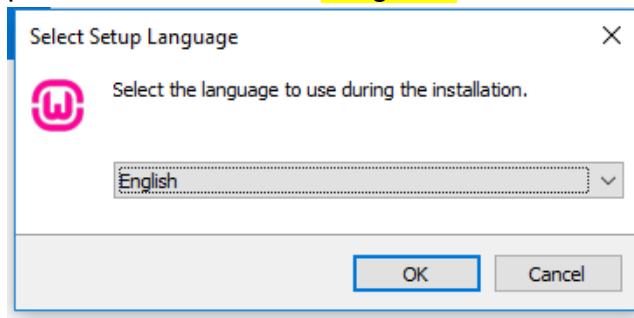 Select Setup Language
Select the language to use during the installation.
English
OK
Cancel